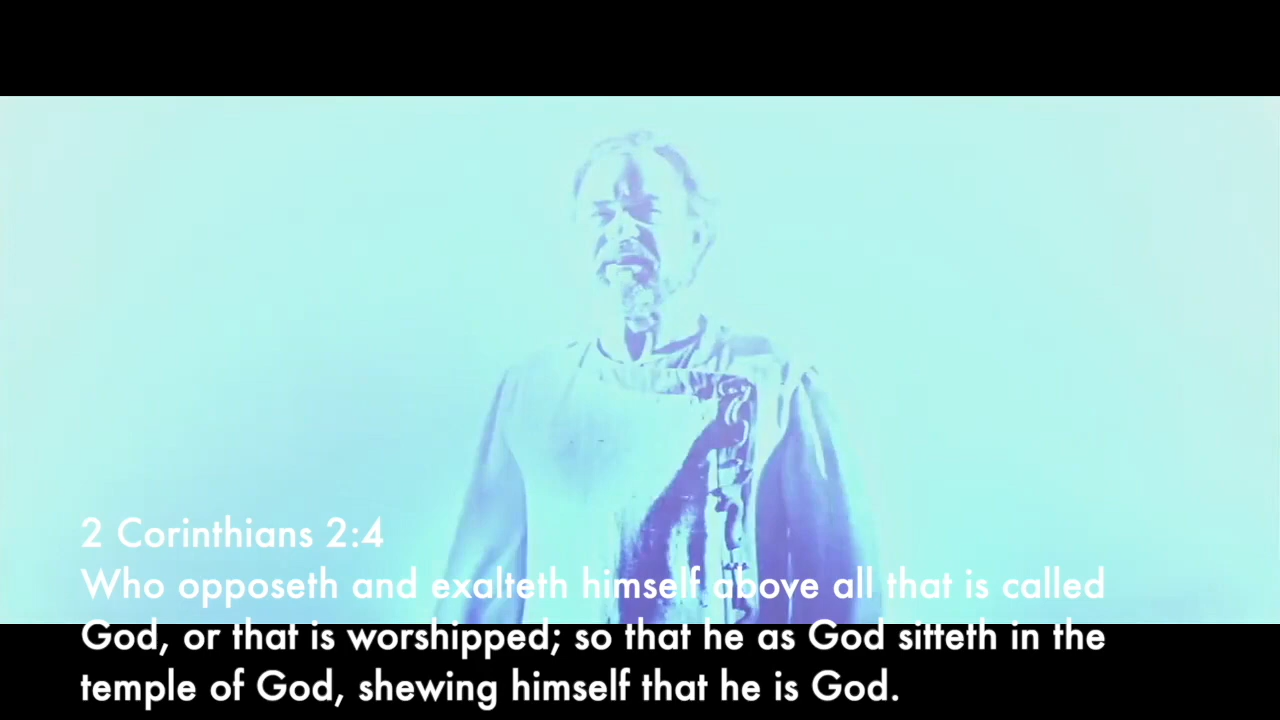 2 Corinthians 2:4
Who opposeth and exalteth himself above all that is called
God, or that is worshipped; so that he as God sitteth in the
temple of God, shewing himself that he is God.